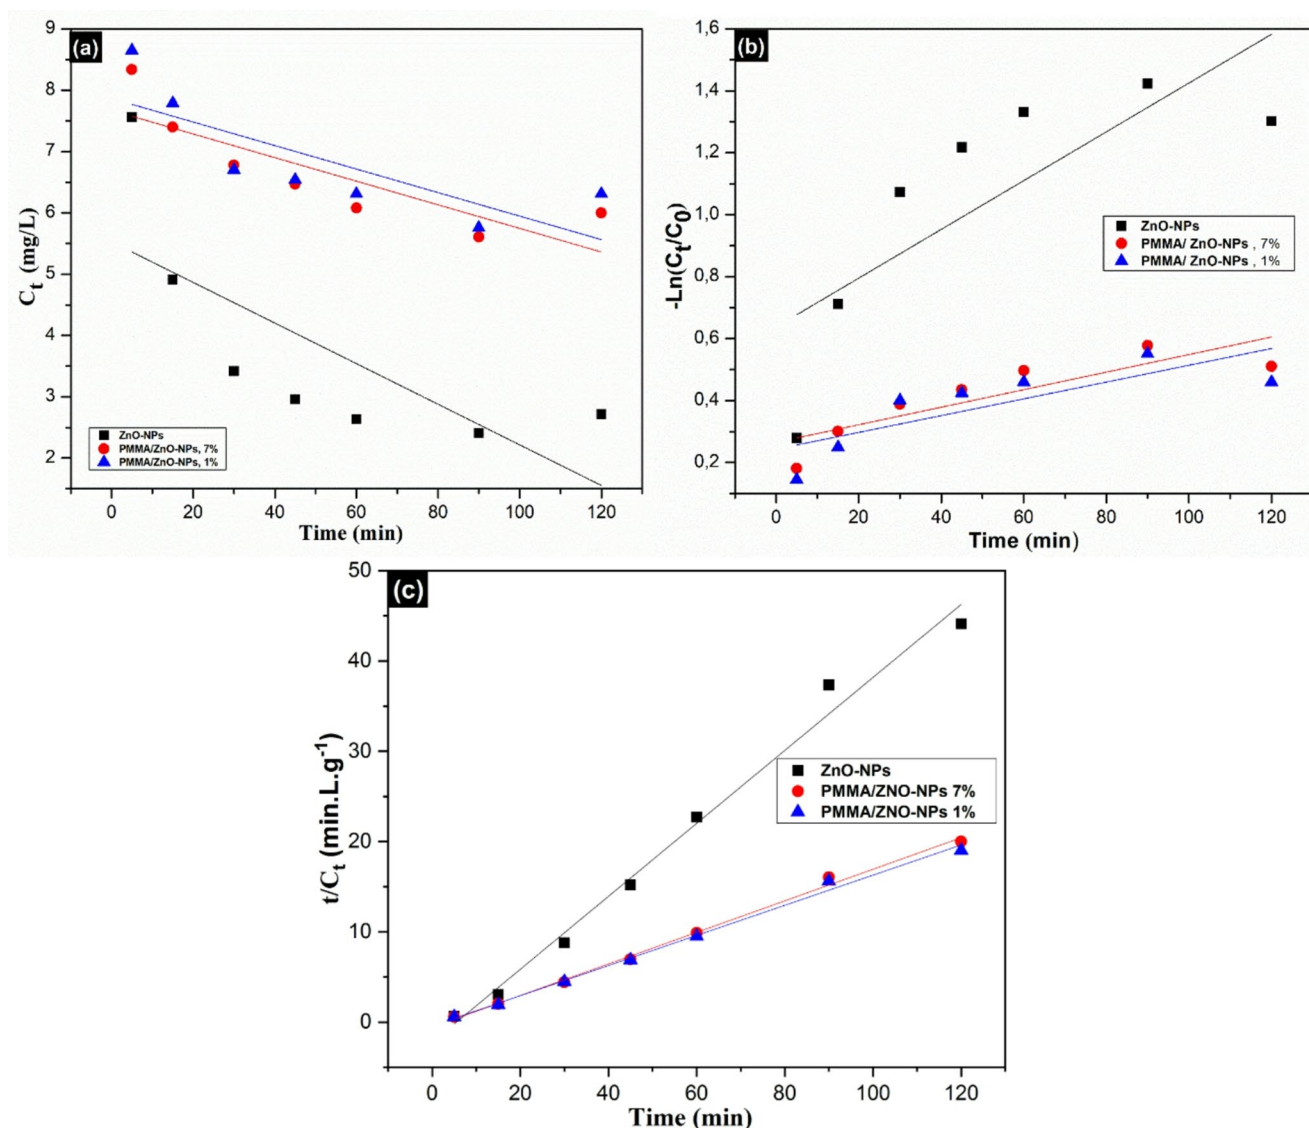 (a)
9
8
7
6
5
4
3
2
C_t (mg/L)
ZnO-NPs
PMMA/ZnO-NPs, 7%
PMMA/ZnO-NPs, 1%
0 20 40 60 80 100 120
Time (min)
(b)
1,6
1,4
1,2
1,0
0,8
0,6
0,4
0,2
-Ln(C_t/C_0)
ZnO-NPs
PMMA/ ZnO-NPs , 7%
PMMA/ ZnO-NPs , 1%
0 20 40 60 80 100 120
Time (min)
(c)
50
40
30
20
10
0
t/C_t (min.L.g^-1)
ZnO-NPs
PMMA/ZNO-NPs 7%
PMMA/ZNO-NPs 1%
0 20 40 60 80 100 120
Time (min)